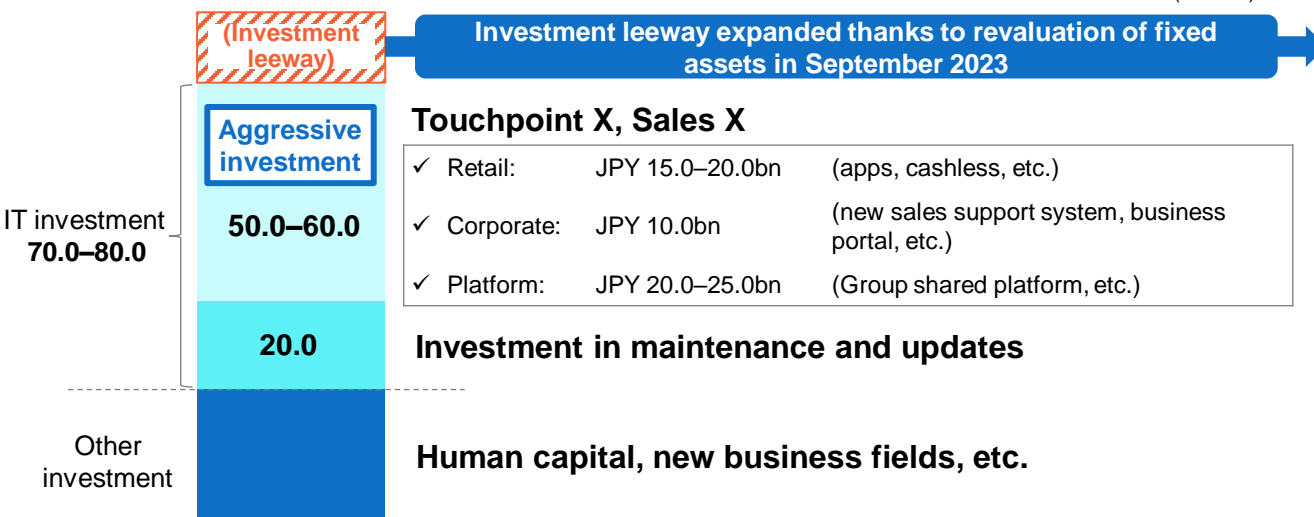 (Investment
leeway)
Investment leeway expanded thanks to revaluation of fixed
assets in September 2023
Aggressive
investment
Touchpoint X, Sales X
✓ Retail: JPY 15.0–20.0bn (apps, cashless, etc.)
IT investment
70.0–80.0
50.0–60.0
✓ Corporate: JPY 10.0bn (new sales support system, business
portal, etc.)
✓ Platform: JPY 20.0–25.0bn (Group shared platform, etc.)
20.0
Investment in maintenance and updates
Other
investment
Human capital, new business fields, etc.